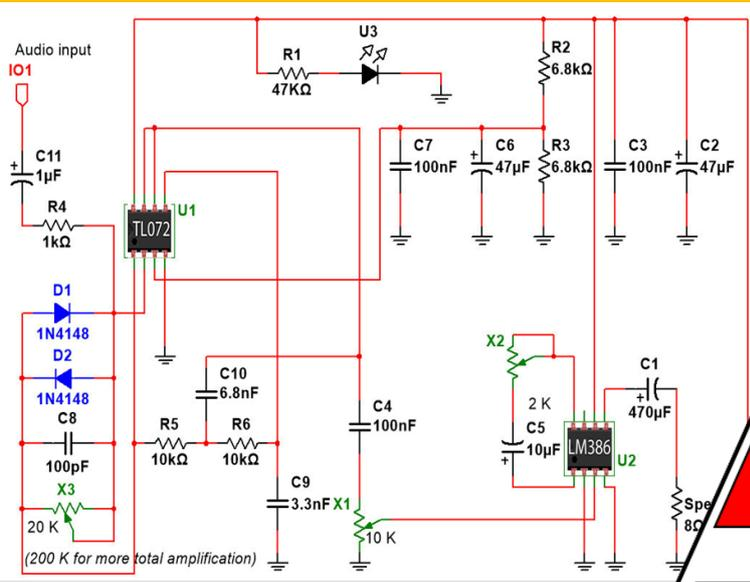 Audio input
IO1
C11
1µF
R4
1kΩ
U3
R1
47KΩ
R2
6.8kΩ
C7
100nF
C6
47µF
R3
6.8kΩ
C3
100nF
C2
47µF
U1
TL072
D1
1N4148
D2
1N4148
C8
100pF
X3
20 K
(200 K for more total amplification)
C10
6.8nF
R5
10kΩ
R6
10kΩ
C9
3.3nF
C4
100nF
X1
10 K
X2
2 K
C5
10µF
LM386
U2
C1
470µF
Spe
8Ω